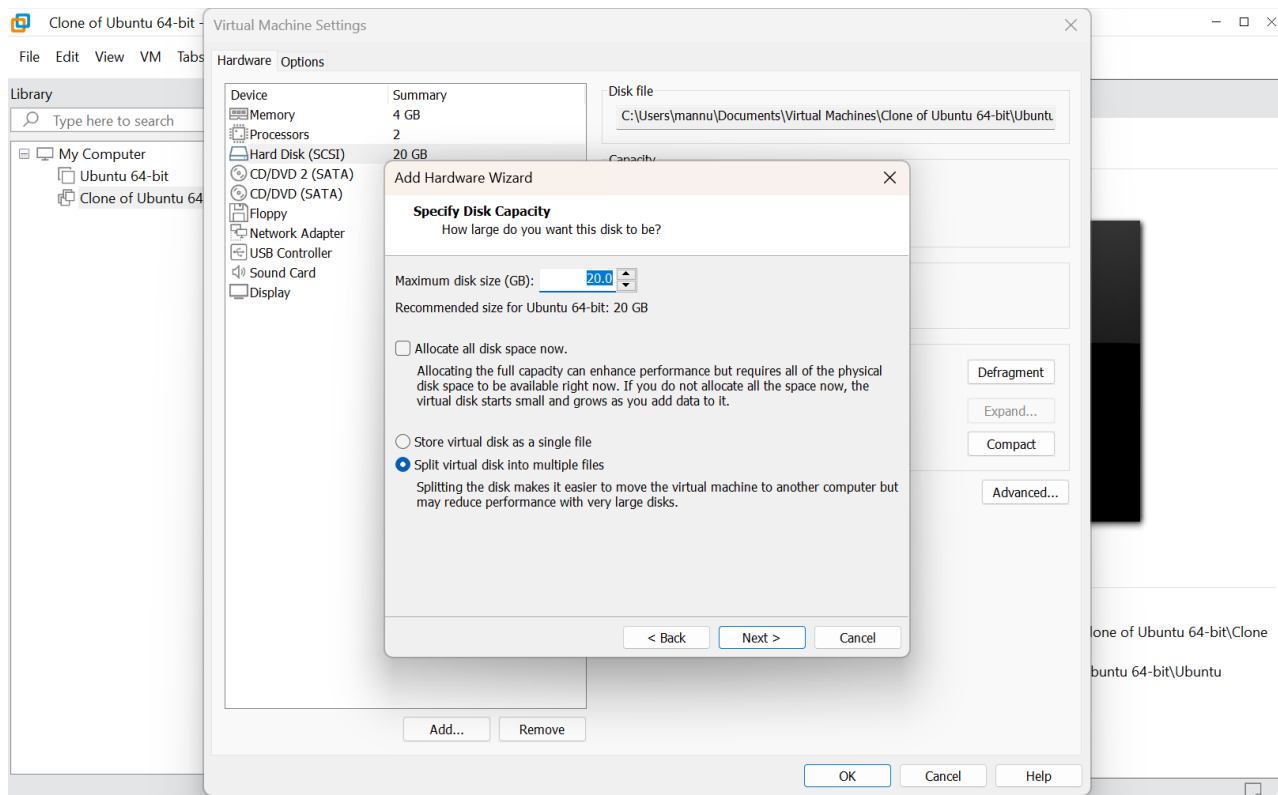 Clone of Ubuntu 64-bit -
Virtual Machine Settings
File Edit View VM Tabs
Hardware Options
Library
Type here to search
My Computer
Ubuntu 64-bit
Clone of Ubuntu 64
Device Summary
Memory 4 GB
Processors 2
Hard Disk (SCSI) 20 GB
CD/DVD 2 (SATA)
CD/DVD (SATA)
Floppy
Network Adapter
USB Controller
Sound Card
Display
Disk file
C:\Users\mannu\Documents\Virtual Machines\Clone of Ubuntu 64-bit\Ubuntu
Capacity
Add Hardware Wizard
Specify Disk Capacity
How large do you want this disk to be?
Maximum disk size (GB): 20.0
Recommended size for Ubuntu 64-bit: 20 GB
Allocate all disk space now.
Allocating the full capacity can enhance performance but requires all of the physical
disk space to be available right now. If you do not allocate all the space now, the
virtual disk starts small and grows as you add data to it.
Store virtual disk as a single file
Split virtual disk into multiple files
Splitting the disk makes it easier to move the virtual machine to another computer but
may reduce performance with very large disks.
< Back Next > Cancel
Defragment
Expand...
Compact
Advanced...
Add... Remove
OK Cancel Help
lone of Ubuntu 64-bit\Clone
buntu 64-bit\Ubuntu